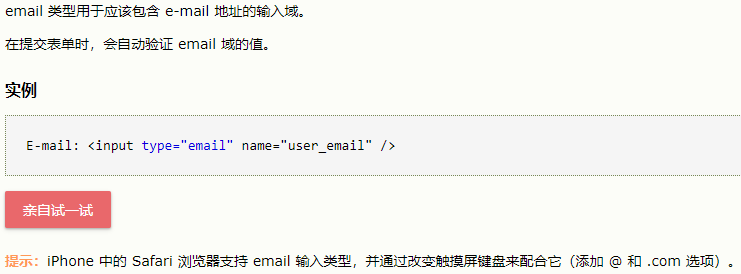 email 类型用于应该包含 e-mail 地址的输入域。
在提交表单时，会自动验证 email 域的值。
实例
E-mail: <input type="email" name="user_email" />
亲自试一试
提示：iPhone 中的 Safari 浏览器支持 email 输入类型，并通过改变触摸屏键盘来配合它（添加 @ 和 .com 选项）。